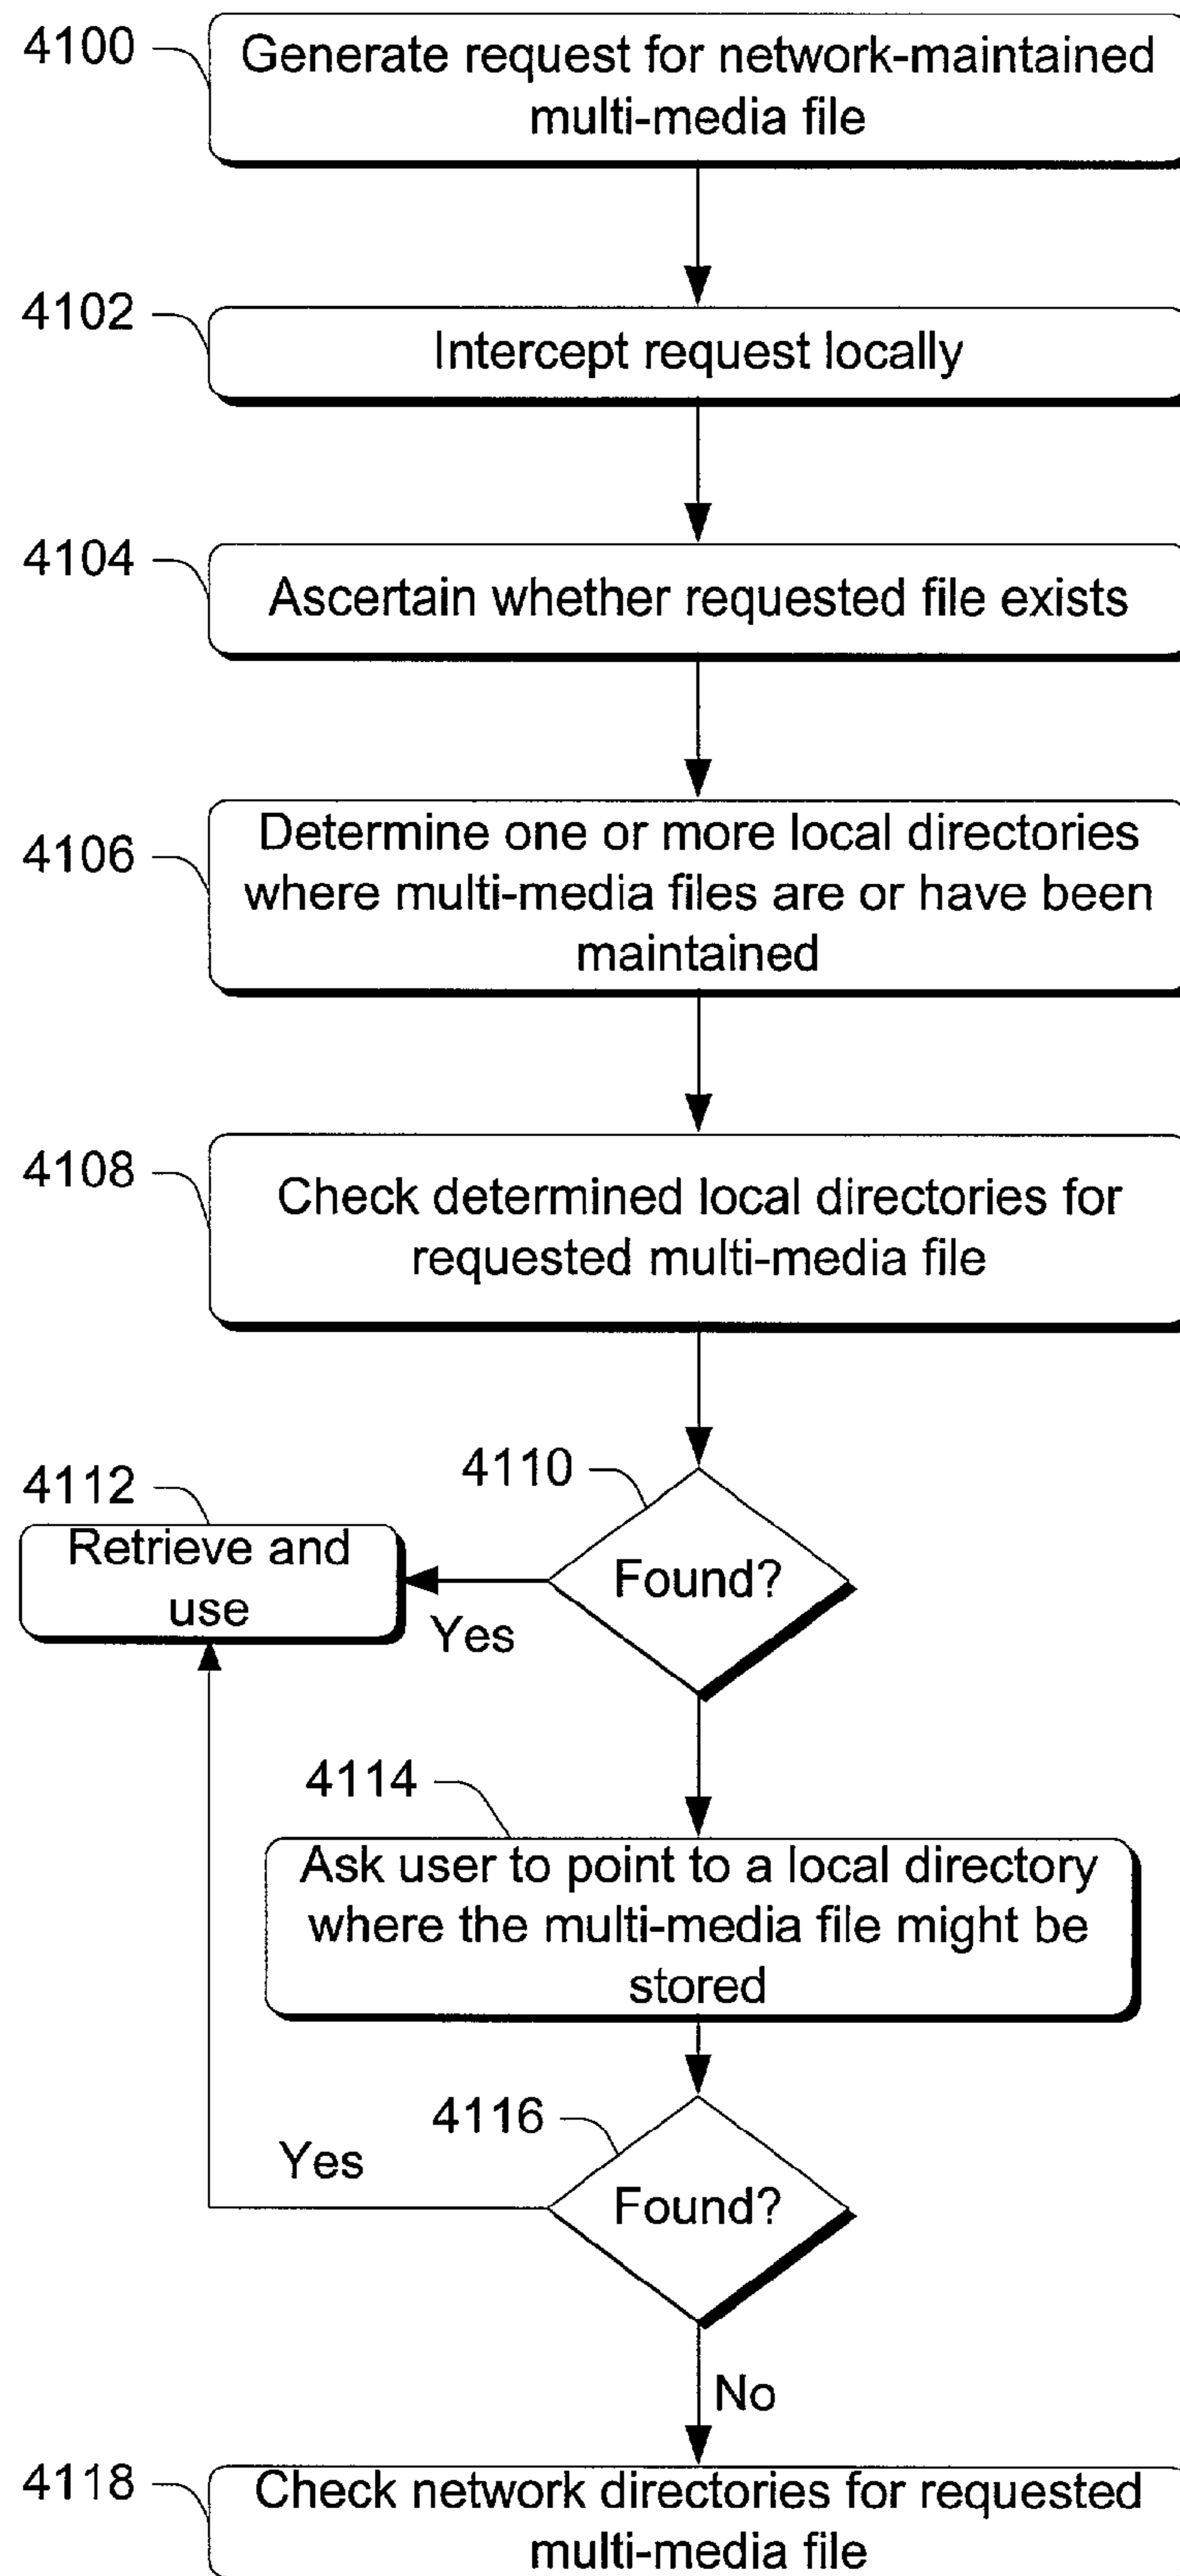 4100
Generate request for network-maintained
multi-media file
4102
Intercept request locally
4104
Ascertain whether requested file exists
4106
Determine one or more local directories
where multi-media files are or have been
maintained
4108
Check determined local directories for
requested multi-media file
4110
Found?
4112
Retrieve and
use
Yes
4114
Ask user to point to a local directory
where the multi-media file might be
stored
4116
Yes
Found?
No
4118
Check network directories for requested
multi-media file